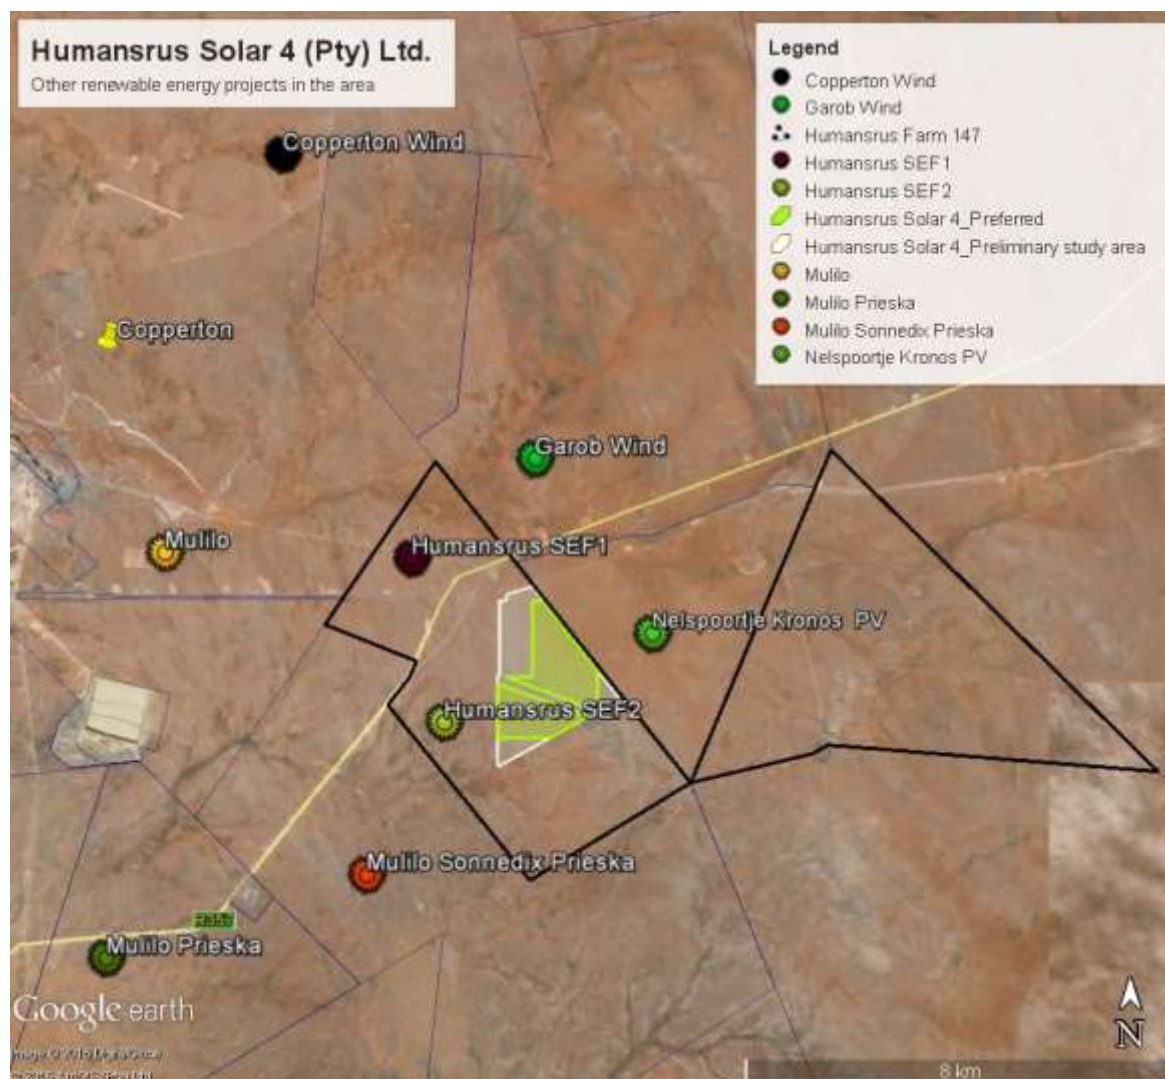 Humansrus Solar 4 (Pty) Ltd.
Other renewable energy projects in the area
Legend
Copperton Wind
Garob Wind
Humansrus Farm 147
Humansrus SEF1
Humansrus SEF2
Humansrus Solar 4_Preferred
Humansrus Solar 4_Preliminary study area
Mulilo
Mulilo Prieska
Mulilo Sonnedix Prieska
Nelspoortje Kronos PV
Copperton Wind
Copperton
Garob Wind
Mulilo
Humansrus SEF1
Nelspoortje Kronos PV
Humansrus SEF2
Mulilo Sonnedix Prieska
Mulilo Prieska
Google earth
N
8 km